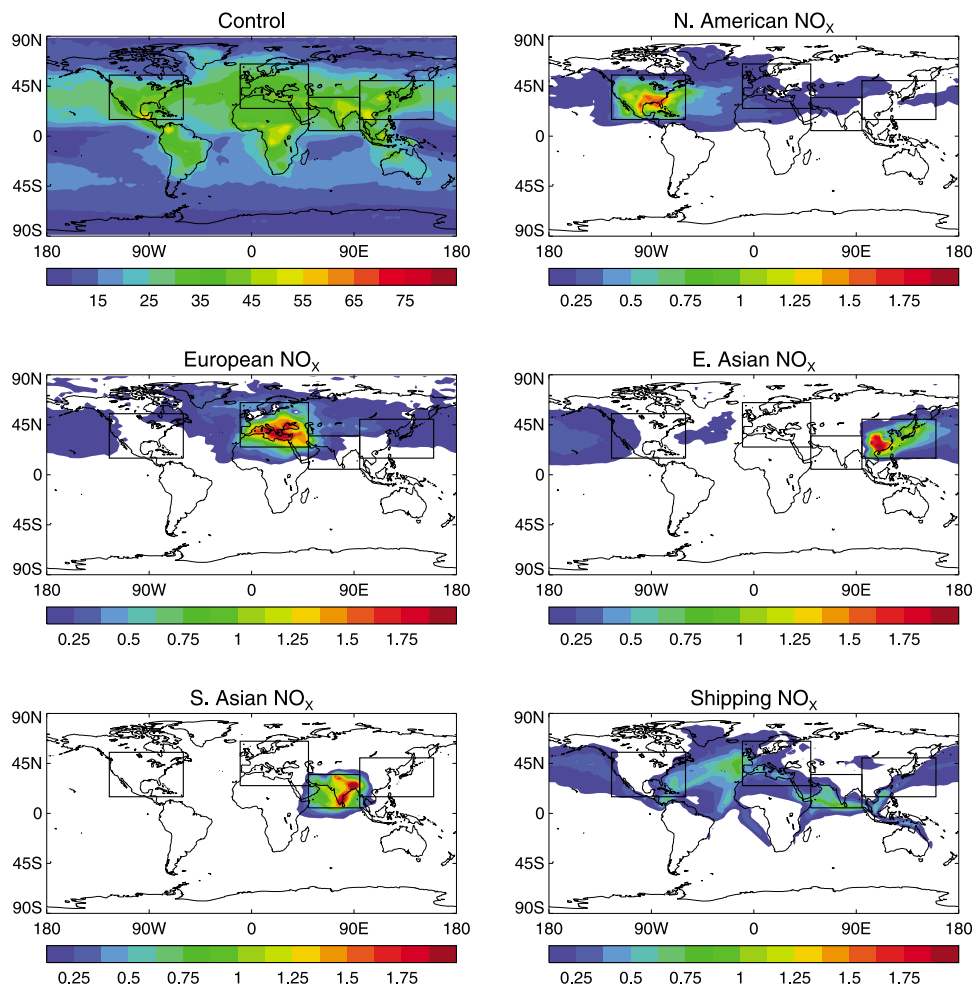 Control
90N
45N
0
45S
90S
180 90W 0 90E 180
15 25 35 45 55 65 75
N. American NOX
90N
45N
0
45S
90S
180 90W 0 90E 180
0.25 0.5 0.75 1 1.25 1.5 1.75
European NOX
90N
45N
0
45S
90S
180 90W 0 90E 180
0.25 0.5 0.75 1 1.25 1.5 1.75
E. Asian NOX
90N
45N
0
45S
90S
180 90W 0 90E 180
0.25 0.5 0.75 1 1.25 1.5 1.75
S. Asian NOX
90N
45N
0
45S
90S
180 90W 0 90E 180
0.25 0.5 0.75 1 1.25 1.5 1.75
Shipping NOX
90N
45N
0
45S
90S
180 90W 0 90E 180
0.25 0.5 0.75 1 1.25 1.5 1.75